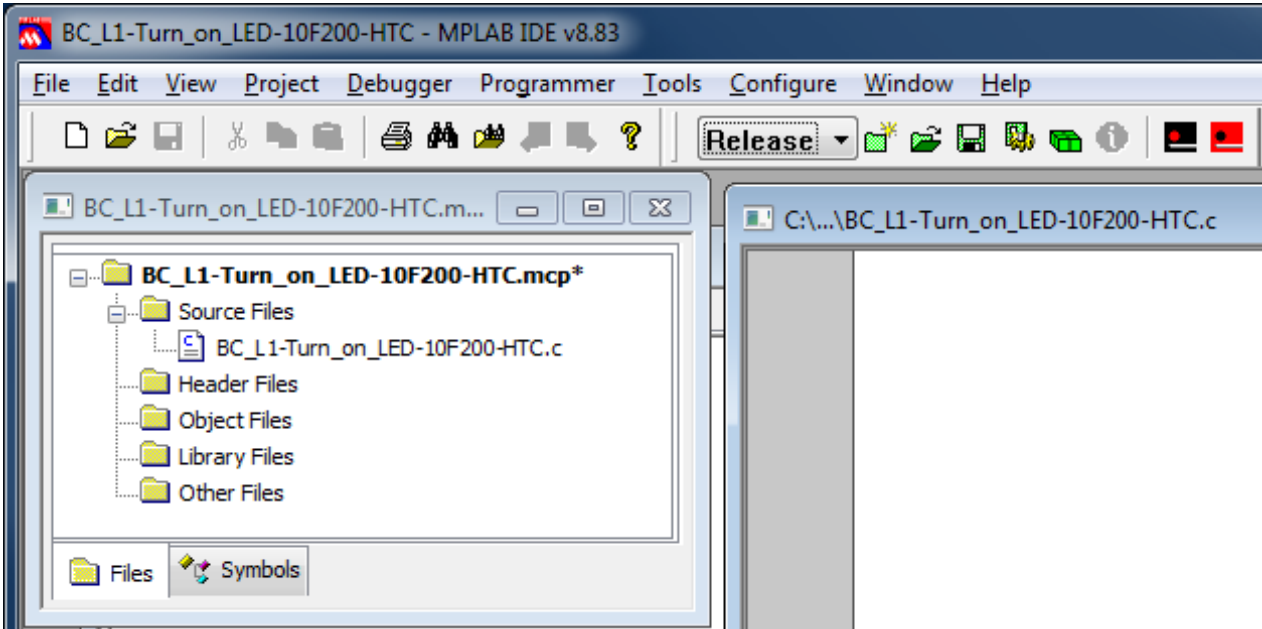 BC_L1-Turn_on_LED-10F200-HTC - MPLAB IDE v8.83
File Edit View Project Debugger Programmer Tools Configure Window Help
Release
BC_L1-Turn_on_LED-10F200-HTC.m...
C:\...\BC_L1-Turn_on_LED-10F200-HTC.c
BC_L1-Turn_on_LED-10F200-HTC.mcp*
Source Files
BC_L1-Turn_on_LED-10F200-HTC.c
Header Files
Object Files
Library Files
Other Files
Files Symbols